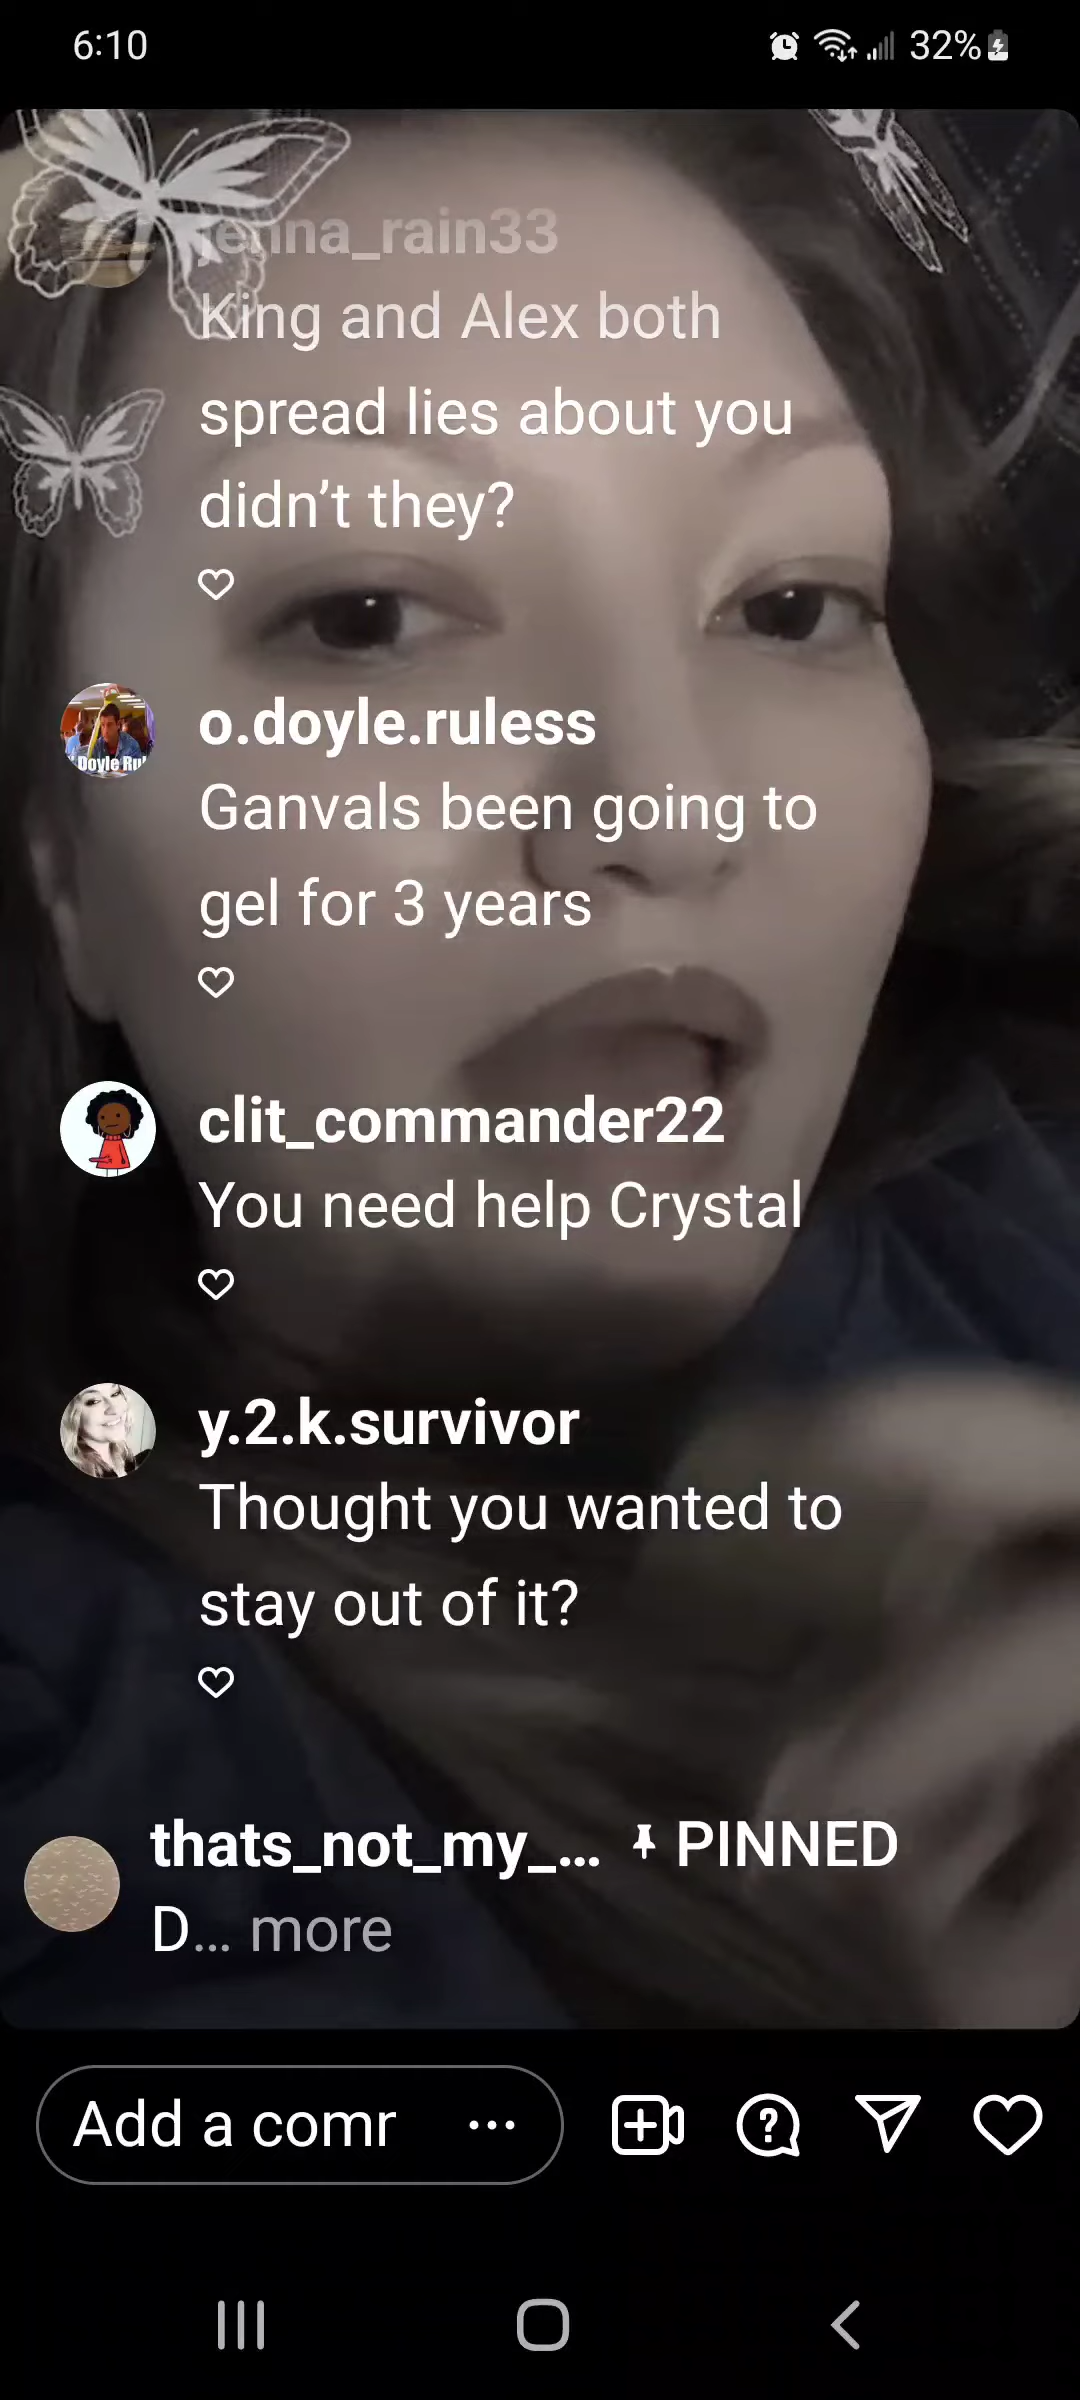 6:10
32%
jenna_rain33
King and Alex both
spread lies about you
didn’t they?
o.doyle.ruless
Doyle Ru
Ganvals been going to
gel for 3 years
clit_commander22
You need help Crystal
y.2.k.survivor
Thought you wanted to
stay out of it?
thats_not_my_... PINNED
D... more
Add a comr ...